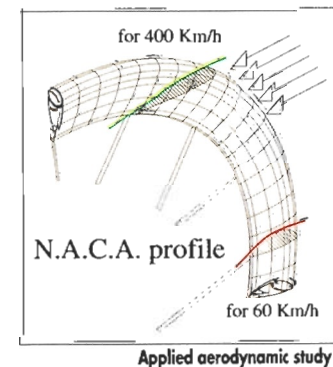 for 400 Km/h
N.A.C.A. profile
for 60 Km/h
Applied aerodynamic study